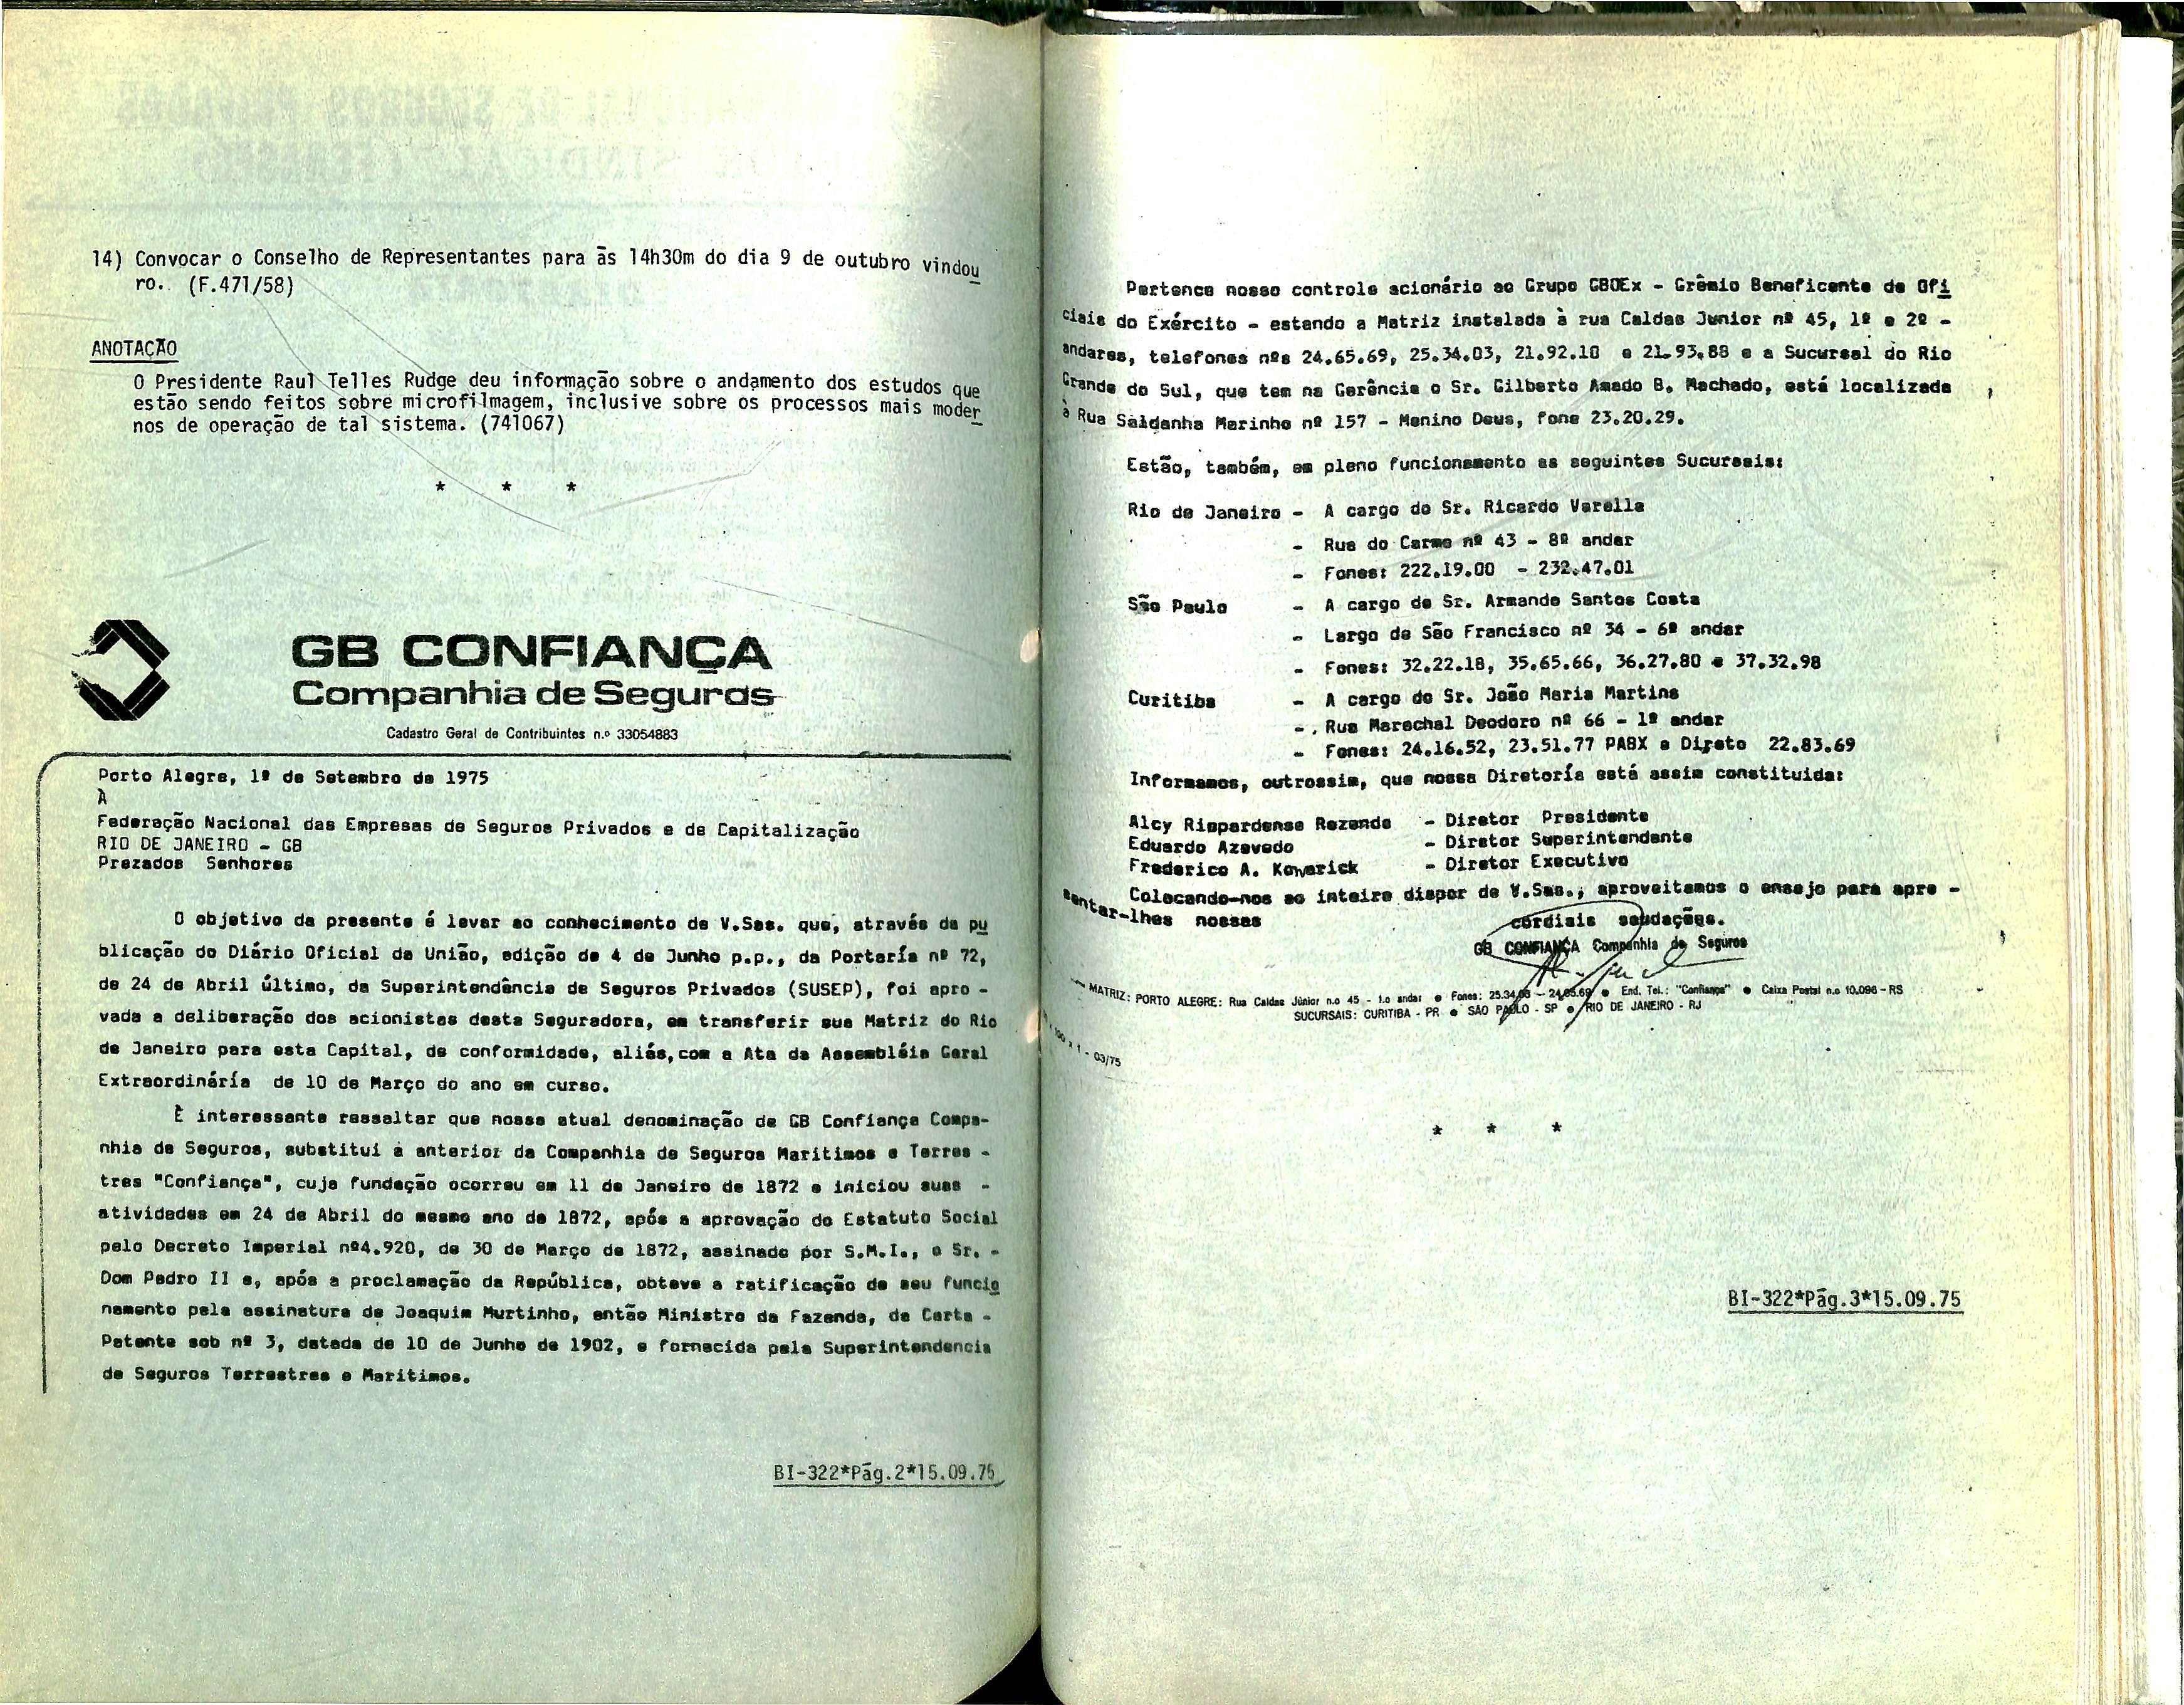 14) Convocar o Conselho de Representantes para às 14h30m do dia 9 de outubro vindou
ro. (F.471/58)
ANOTAÇÃO
O Presidente Raul Telles Rudge deu informação sobre o andamento dos estudos que
estão sendo feitos sobre microfilmagem, inclusive sobre os processos mais moder
nos de operação de tal sistema. (741067)
* * *
GB CONFIANÇA
Companhia de Seguros
Cadastro Geral de Contribuintes n.º 33054883
Porto Alegre, 1º de Setembro de 1975
À
Federação Nacional das Empresas de Seguros Privados e de Capitalização
RIO DE JANEIRO - GB
Prezados Senhores
O objetivo da presente é levar ao conhecimento de V.Sas. que, através da pu
blicação do Diário Oficial da União, edição de 4 de Junho p.p., da Portaría nº 72,
de 24 de Abril último, da Superintendência de Seguros Privados (SUSEP), foi apro -
vada a deliberação dos acionistas desta Seguradora, em transferir sua Matriz do Rio
de Janeiro para esta Capital, de conformidade, aliás, com a Ata da Assembléia Geral
Extraordinária de 10 de Março do ano em curso.
É interessante ressaltar que nossa atual denominação de GB Confiança Compa-
nhia de Seguros, substitui a anterior da Companhia de Seguros Maritimos e Terres -
tres "Confiança", cuja fundação ocorreu em 11 de Janeiro de 1872 e iniciou suas -
atividades em 24 de Abril do mesmo ano de 1872, após a aprovação do Estatuto Social
pelo Decreto Imperial nº4.920, de 30 de Março de 1872, assinado por S.M.I., o Sr. -
Dom Pedro II e, após a proclamação da República, obteve a ratificação de seu funcio
namento pela assinatura de Joaquim Murtinho, então Ministro da Fazenda, da Carta -
Patente sob nº 3, datada de 10 de Junho de 1902, e fornecida pela Superintendencia
de Seguros Terrestres e Maritimos.
BI-322*Pág.2*15.09.75
Pertence nosso controle acionário ao Grupo GBOEx - Grêmio Beneficente de Ofi
ciais do Exército - estando a Matriz instalada à rua Caldas Junior nº 45, 1º e 2º -
andares, telefones nºs 24.65.69, 25.34.03, 21.92.10 e 21.93.88 e a Sucursal do Rio
Grande do Sul, que tem na Gerência o Sr. Gilberto Amado B. Machado, está localizada
à Rua Saldanha Marinho nº 157 - Menino Deus, fone 23.20.29.
Estão, também, em pleno funcionamento as seguintes Sucursais:
Rio de Janeiro - A cargo do Sr. Ricardo Varella
- Rua do Carmo nº 43 - 8º andar
- Fones: 222.19.00 - 232.47.01
São Paulo - A cargo de Sr. Armando Santos Costa
- Largo de São Francisco nº 34 - 6º andar
- Fones: 32.22.18, 35.65.66, 36.27.80 e 37.32.98
Curitiba - A cargo do Sr. João Maria Martins
- Rua Marechal Deodoro nº 66 - 1º andar
- Fones: 24.16.52, 23.51.77 PABX e Direto 22.83.69
Informamos, outrossim, que nossa Diretoría está assim constituida:
Alcy Riopardense Rezende - Diretor Presidente
Eduardo Azevedo - Diretor Superintendente
Frederico A. Kowarick - Diretor Executivo
Colocando-nos ao inteiro dispor de V.Sas., aproveitamos o ensejo para apre -
sentar-lhes nossas cordiais saudações.
GB CONFIANÇA Companhia de Seguros
MATRIZ: PORTO ALEGRE: Rua Caldas Júnior n.o 45 - 1.o andar ● Fones: 25.34.03 - 24.65.69 ● End. Tel.: "Confiança" ● Caixa Postal n.o 10.096 - RS
SUCURSAIS: CURITIBA - PR ● SÃO PAULO - SP ● RIO DE JANEIRO - RJ
100 x 1 - 03/75
* * *
BI-322*Pág.3*15.09.75